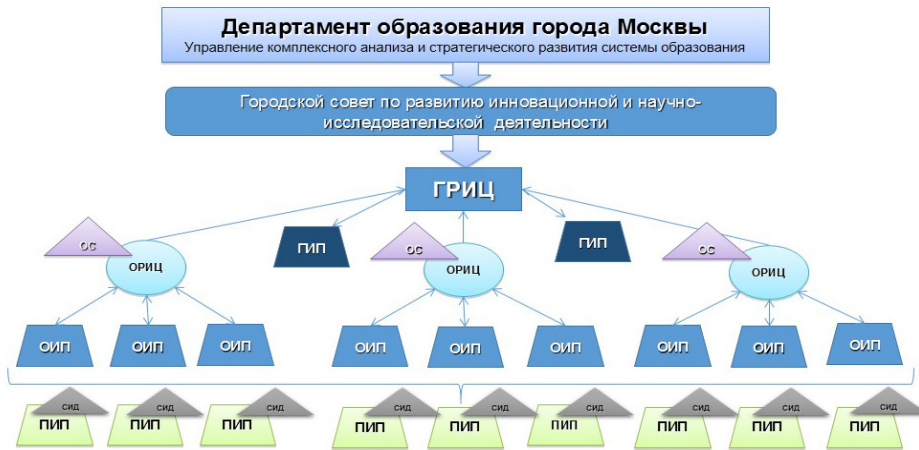 Департамент образования города Москвы
Управление комплексного анализа и стратегического развития системы образования
Городской совет по развитию инновационной и научно-
исследовательской деятельности
ГРИЦ
ОС
ГИП
ОС
ГИП
ОС
ОРИЦ
ОРИЦ
ОРИЦ
ОИП
ОИП
ОИП
ОИП
ОИП
ОИП
ОИП
ОИП
ОИП
СИД
СИД
СИД
СИД
СИД
СИД
СИД
СИД
СИД
ПИП
ПИП
ПИП
ПИП
ПИП
ПИП
ПИП
ПИП
ПИП